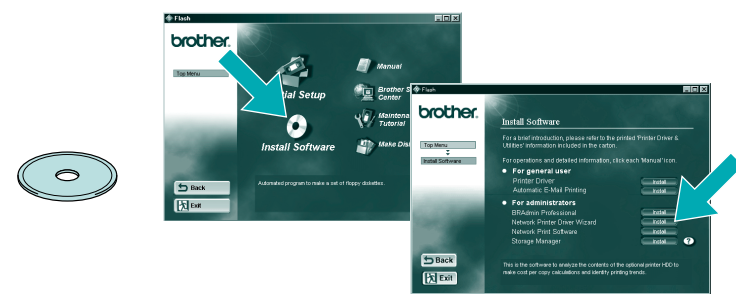 Flash
brother.
Top Menu
Manual
Brother S
Center
tial Setup
Maintena
Tutorial
Install Software
Make Dis
Back
Automated program to make a set of floppy diskettes.
Exit
Flash
brother.
Install Software
For a brief introduction, please refer to the printed 'Printer Driver &
Utilities' information included in the carton.
Top Menu
Install Software
For operations and detailed information, click each 'Manual' icon.
For general user
Printer Driver Install
Automatic E-Mail Printing Install
For administrators
BRAdmin Professional Install
Network Printer Driver Wizard Install
Network Print Software Install
Storage Manager Install ?
Back
This is the software to analyze the contents of the optional printer HDD to
make cost per copy calculations and identify printing trends.
Exit